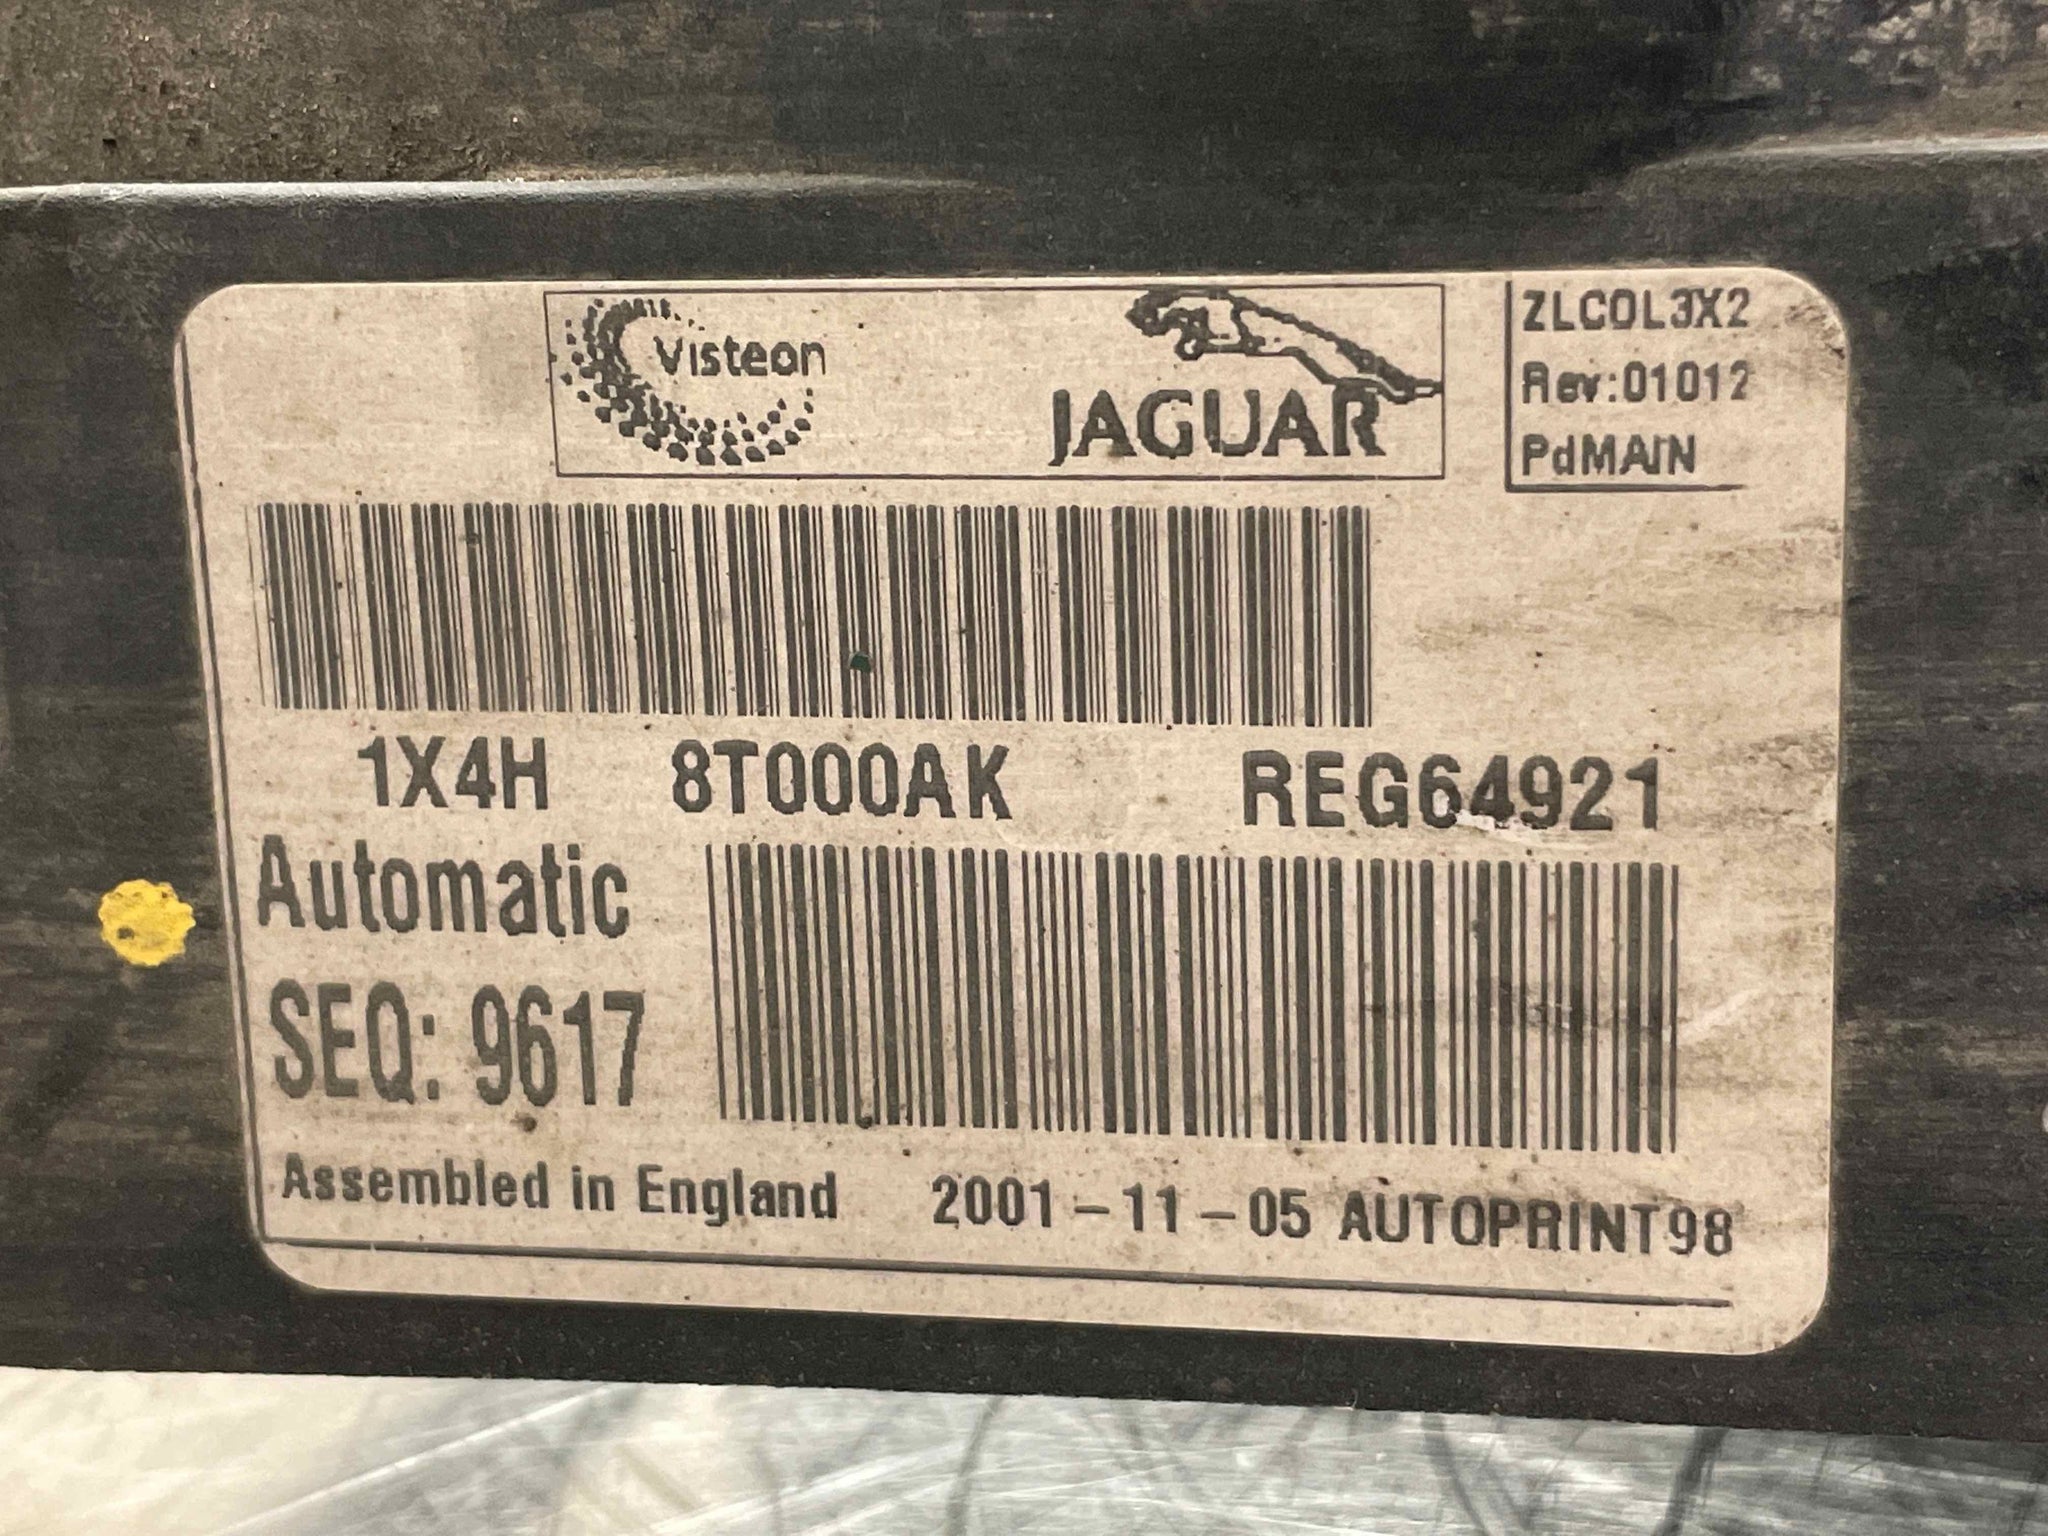 Visteon
JAGUAR
ZLCOL3X2
Rev:01012
PdMAIN
1X4H 8T000AK REG64921
Automatic
SEQ: 9617
Assembled in England 2001-11-05 AUTOPRINT98